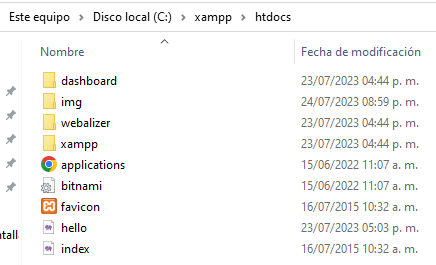 Este equipo > Disco local (C:) > xampp > htdocs
Nombre Fecha de modificación
dashboard 23/07/2023 04:44 p. m.
img 24/07/2023 08:59 p. m.
webalizer 23/07/2023 04:44 p. m.
xampp 23/07/2023 04:44 p. m.
applications 15/06/2022 11:07 a. m.
bitnami 15/06/2022 11:07 a. m.
favicon 16/07/2015 10:32 a. m.
hello 23/07/2023 05:03 p. m.
ntall index 16/07/2015 10:32 a. m.